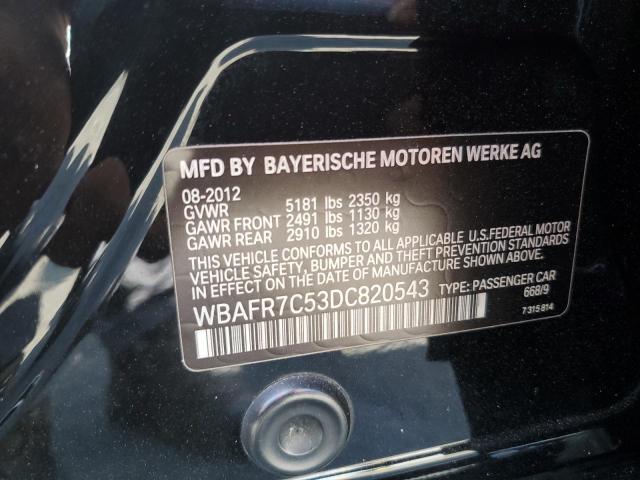 MFD BY BAYERISCHE MOTOREN WERKE AG
08-2012
GVWR 5181 lbs 2350 kg
GAWR FRONT 2491 lbs 1130 kg
GAWR REAR 2910 lbs 1320 kg
THIS VEHICLE CONFORMS TO ALL APPLICABLE U.S.FEDERAL MOTOR
VEHICLE SAFETY, BUMPER AND THEFT PREVENTION STANDARDS
IN EFFECT ON THE DATE OF MANUFACTURE SHOWN ABOVE.
WBAFR7C53DC820543 TYPE: PASSENGER CAR
668/9
7 315 814